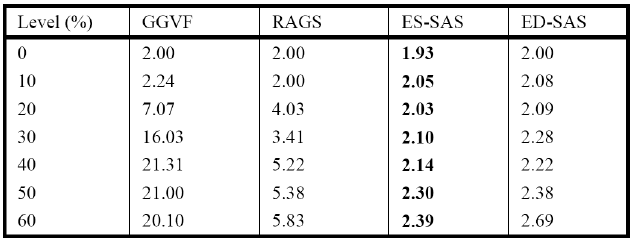 Level (%) GGVF RAGS ES-SAS ED-SAS
0 2.00 2.00 1.93 2.00
10 2.24 2.00 2.05 2.08
20 7.07 4.03 2.03 2.09
30 16.03 3.41 2.10 2.28
40 21.31 5.22 2.14 2.22
50 21.00 5.38 2.30 2.38
60 20.10 5.83 2.39 2.69